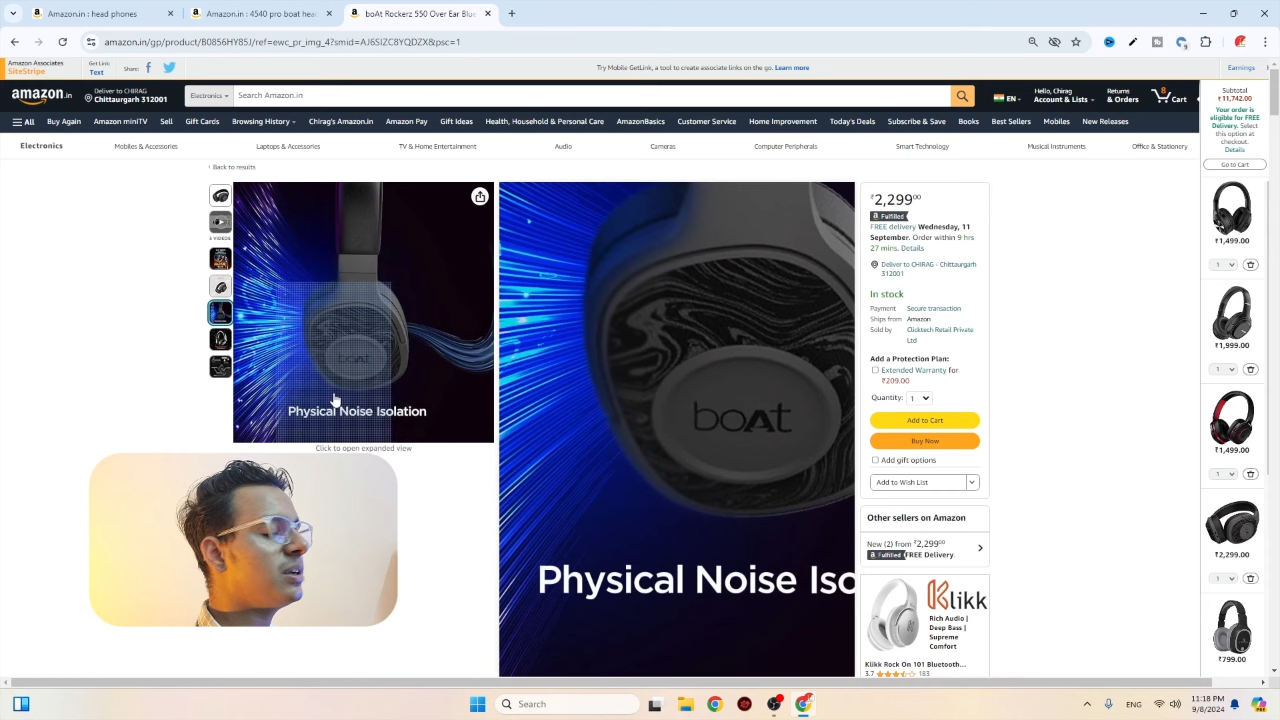 Amazon.in : head phones
Amazon.in : 4540 pro boat hea
boAt Rockerz 550 Over Ear Blu
amazon.in/gp/product/B0856HY85J/ref=ewc_pr_img_4?smid=AJ6SIZC8YQDZX&psc=1
Amazon Associates
SiteStripe
Get Link:
Text
Share:
Try Mobile GetLink, a tool to create associate links on the go. Learn more
Earnings
amazon.in
Deliver to CHIRAG
Chittaurgarh 312001
Electronics
Search Amazon.in
EN
Hello, Chirag
Account & Lists
Returns
& Orders
8
Cart
All
Buy Again
Amazon miniTV
Sell
Gift Cards
Browsing History
Chirag's Amazon.in
Amazon Pay
Gift Ideas
Health, Household & Personal Care
AmazonBasics
Customer Service
Home Improvement
Today's Deals
Subscribe & Save
Books
Best Sellers
Mobiles
New Releases
Electronics
Mobiles & Accessories
Laptops & Accessories
TV & Home Entertainment
Audio
Cameras
Computer Peripherals
Smart Technology
Musical Instruments
Office & Stationery
‹ Back to results
6 VIDEOS
Physical Noise Isolation
Click to open expanded view
boAt
Physical Noise Iso
₹2,299.00
Fulfilled
FREE delivery Wednesday, 11
September. Order within 9 hrs
27 mins. Details
Deliver to CHIRAG - Chittaurgarh
312001
In stock
Payment Secure transaction
Ships from Amazon
Sold by Clicktech Retail Private
Ltd
Add a Protection Plan:
Extended Warranty for
₹209.00
Quantity: 1
Add to Cart
Buy Now
Add gift options
Add to Wish List
Other sellers on Amazon
New (2) from ₹2,299.00
Fulfilled FREE Delivery.
Klikk
Rich Audio |
Deep Bass |
Supreme
Comfort
Klikk Rock On 101 Bluetooth...
3.7 183
Subtotal
₹11,742.00
Your order is
eligible for FREE
Delivery. Select
this option at
checkout.
Details
Go to Cart
₹1,499.00
1
₹1,999.00
1
₹1,499.00
1
₹2,299.00
1
₹799.00
Search
ENG
11:18 PM
9/8/2024